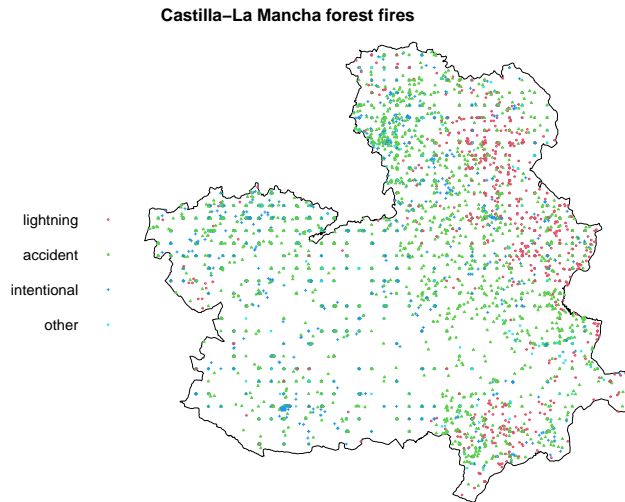 Castilla–La Mancha forest fires
lightning
accident
intentional
other